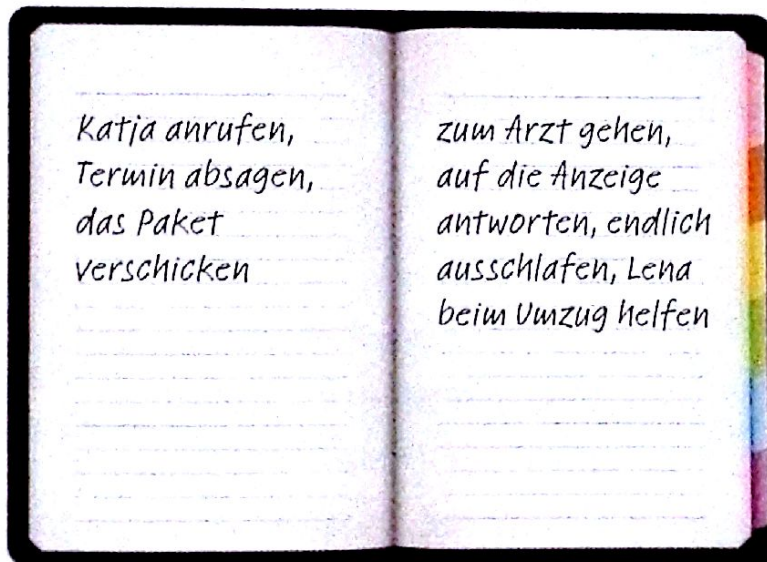 Katja anrufen,
Termin absagen,
das Paket
verschicken
zum Arzt gehen,
auf die Anzeige
antworten, endlich
ausschlafen, Lena
beim Umzug helfen